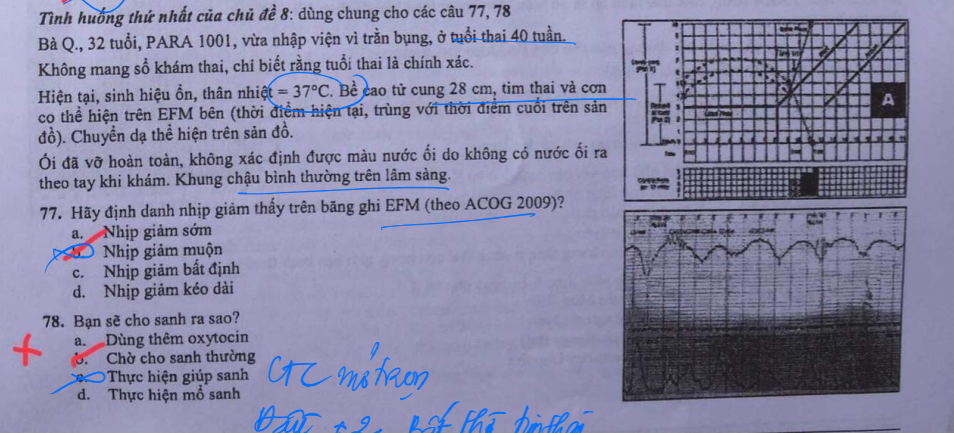 Tình huống thứ nhất của chủ đề 8: dùng chung cho các câu 77, 78
Bà Q., 32 tuổi, PARA 1001, vừa nhập viện vì trằn bụng, ở tuổi thai 40 tuần.
Không mang sổ khám thai, chỉ biết rằng tuổi thai là chính xác.
Hiện tại, sinh hiệu ổn, thân nhiệt = 37°C. Bề cao tử cung 28 cm, tim thai và cơn
co thể hiện trên EFM bên (thời điểm hiện tại, trùng với thời điểm cuối trên sản
đồ). Chuyển dạ thể hiện trên sản đồ.
Ối đã vỡ hoàn toàn, không xác định được màu nước ối do không có nước ối ra
theo tay khi khám. Khung chậu bình thường trên lâm sàng.
77. Hãy định danh nhịp giảm thấy trên băng ghi EFM (theo ACOG 2009)?
a. Nhịp giảm sớm
b. Nhịp giảm muộn
c. Nhịp giảm bất định
d. Nhịp giảm kéo dài
78. Bạn sẽ cho sanh ra sao?
a. Dùng thêm oxytocin
b. Chờ cho sanh thường
c. Thực hiện giúp sanh
d. Thực hiện mổ sanh
CTC mở trọn
A